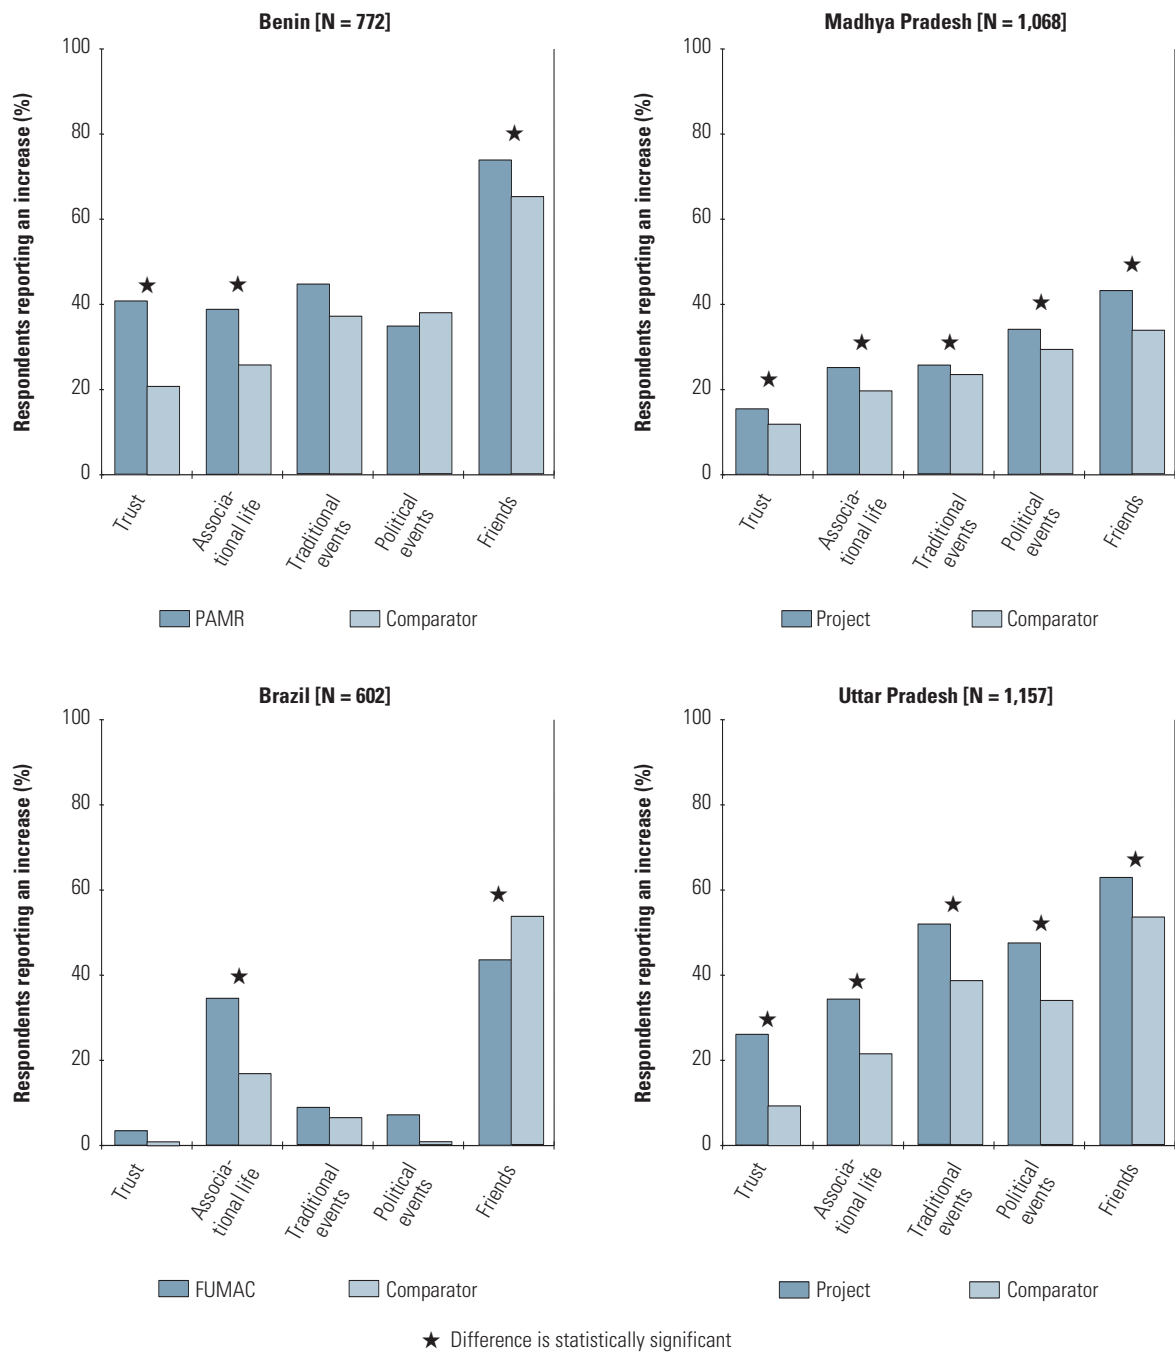 Benin [N = 772]
Respondents reporting an increase (%)
100
80
60
40
20
0
Trust
Associa-
tional life
Traditional
events
Political
events
Friends
PAMR
Comparator
Madhya Pradesh [N = 1,068]
Respondents reporting an increase (%)
100
80
60
40
20
0
Trust
Associa-
tional life
Traditional
events
Political
events
Friends
Project
Comparator
Brazil [N = 602]
Respondents reporting an increase (%)
100
80
60
40
20
0
Trust
Associa-
tional life
Traditional
events
Political
events
Friends
FUMAC
Comparator
Uttar Pradesh [N = 1,157]
Respondents reporting an increase (%)
100
80
60
40
20
0
Trust
Associa-
tional life
Traditional
events
Political
events
Friends
Project
Comparator
★ Difference is statistically significant